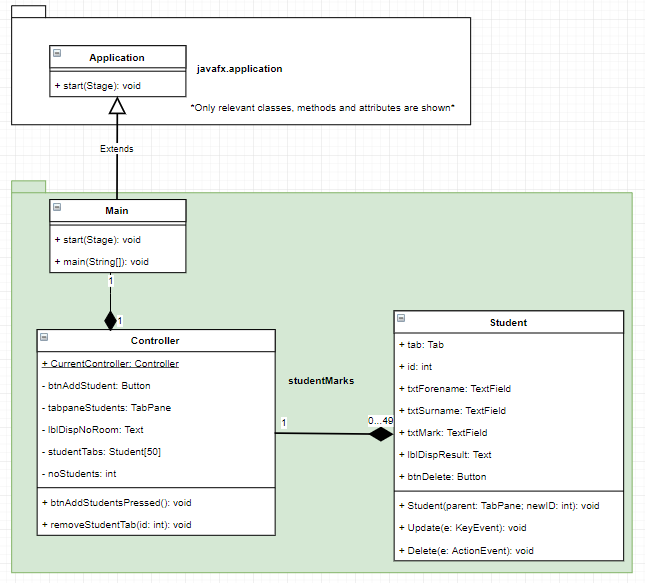 Application
+ start(Stage): void
javafx.application
*Only relevant classes, methods and attributes are shown*
Extends
Main
+ start(Stage): void
+ main(String[]): void
1
1
Controller
+ CurrentController: Controller
- btnAddStudent: Button
- tabpaneStudents: TabPane
- lblDispNoRoom: Text
- studentTabs: Student[50]
- noStudents: int
+ btnAddStudentsPressed(): void
+ removeStudentTab(id: int): void
studentMarks
1
0...49
Student
+ tab: Tab
+ id: int
+ txtForename: TextField
+ txtSurname: TextField
+ txtMark: TextField
+ lblDispResult: Text
+ btnDelete: Button
+ Student(parent: TabPane; newID: int): void
+ Update(e: KeyEvent): void
+ Delete(e: ActionEvent): void